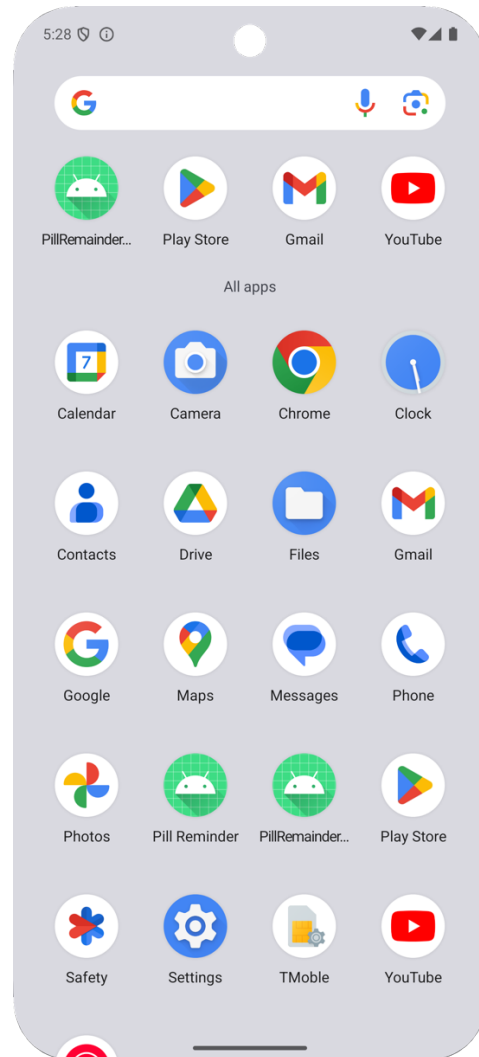 5:28
G
PillRemainder... Play Store Gmail YouTube
All apps
7
Calendar Camera Chrome Clock
Contacts Drive Files Gmail
G
Google Maps Messages Phone
Photos Pill Reminder PillRemainder... Play Store
Safety Settings TMoble YouTube